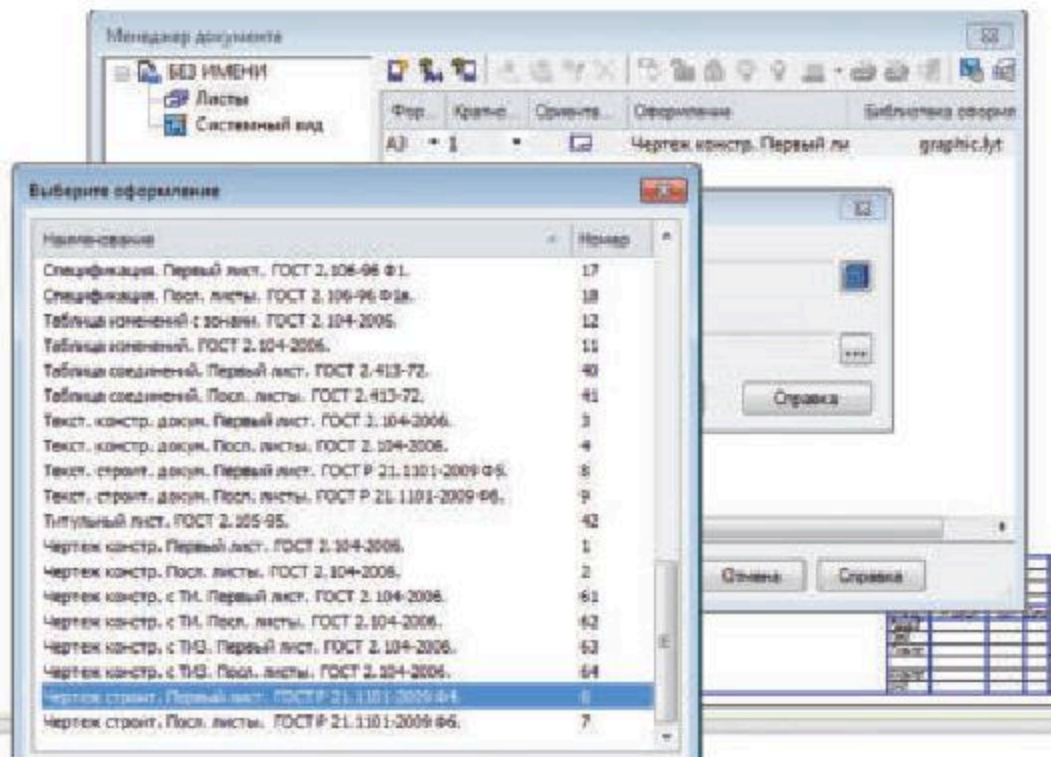 Менеджер документа
БЕЗ ИМЕНИ
Листы
Системный вид
Фор... Кратно... Ориента... Оформление Библиотека оформл
А3 1 Чертеж констр. Первый ли graphic.lyt
Выберите оформление
Наименование Номер
Спецификация. Первый лист. ГОСТ 2.106-96 Ф1. 17
Спецификация. Посл. листы. ГОСТ 2.106-96 Ф1а. 18
Таблица изменений с зонами. ГОСТ 2.104-2006. 12
Таблица изменений. ГОСТ 2.104-2006. 11
Таблица соединений. Первый лист. ГОСТ 2.413-72. 40
Таблица соединений. Посл. листы. ГОСТ 2.413-72. 41
Текст. констр. докум. Первый лист. ГОСТ 2.104-2006. 3
Текст. констр. докум. Посл. листы. ГОСТ 2.104-2006. 4
Текст. строит. докум. Первый лист. ГОСТ Р 21.1101-2009 Ф5. 8
Текст. строит. докум. Посл. листы. ГОСТ Р 21.1101-2009 Ф6. 9
Титульный лист. ГОСТ 2.105-95. 42
Чертеж констр. Первый лист. ГОСТ 2.104-2006. 1
Чертеж констр. Посл. листы. ГОСТ 2.104-2006. 2
Чертеж констр. с ТИ. Первый лист. ГОСТ 2.104-2006. 61
Чертеж констр. с ТИ. Посл. листы. ГОСТ 2.104-2006. 62
Чертеж констр. с ТИЗ. Первый лист. ГОСТ 2.104-2006. 63
Чертеж констр. с ТИЗ. Посл. листы. ГОСТ 2.104-2006. 64
Чертеж строит. Первый лист. ГОСТ Р 21.1101-2009 Ф4. 6
Чертеж строит. Посл. листы. ГОСТ Р 21.1101-2009 Ф6. 7
...
Справка
Отмена Справка